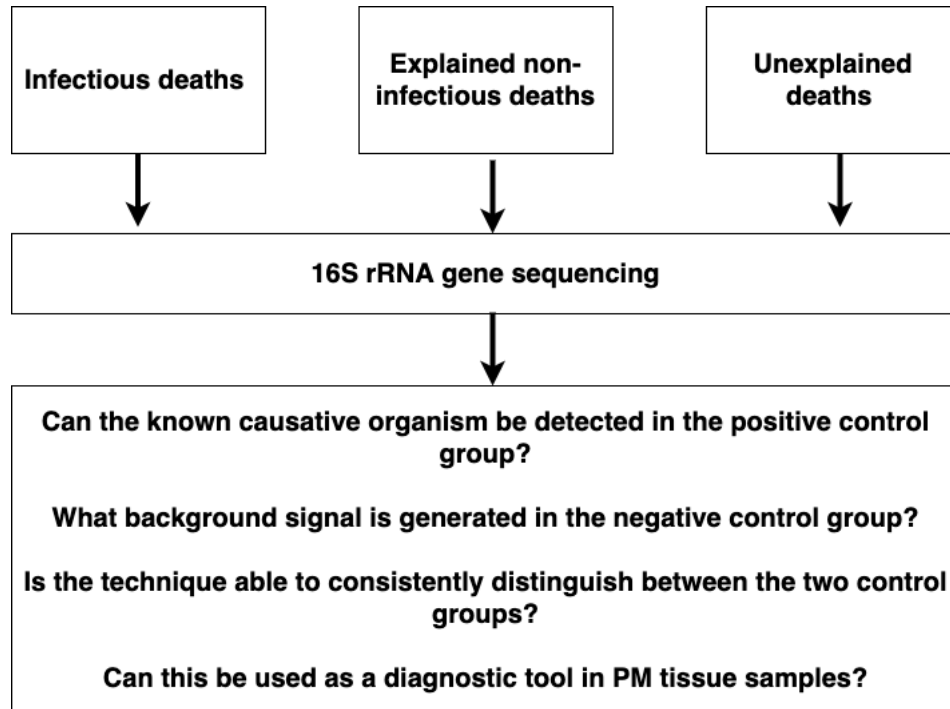 Infectious deaths
Explained non-
infectious deaths
Unexplained
deaths
16S rRNA gene sequencing
Can the known causative organism be detected in the positive control
group?
What background signal is generated in the negative control group?
Is the technique able to consistently distinguish between the two control
groups?
Can this be used as a diagnostic tool in PM tissue samples?